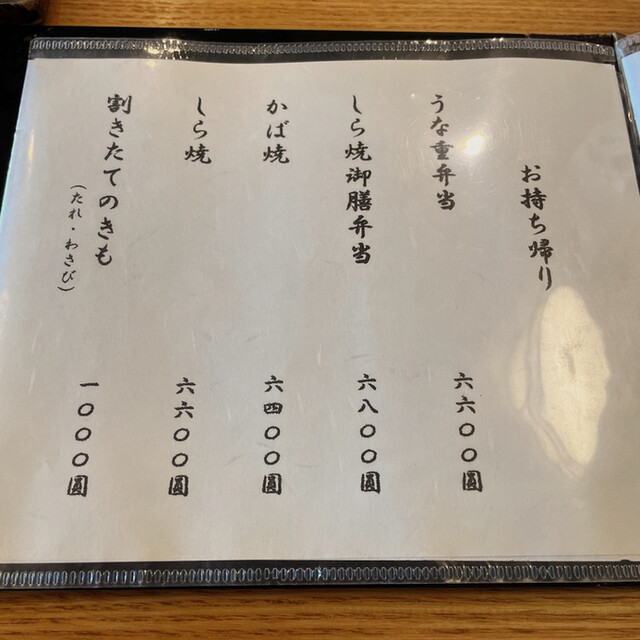 お持ち帰り
うな重弁当 六六〇〇圓
しら焼御膳弁当 六八〇〇圓
かば焼 六四〇〇圓
しら焼 六六〇〇圓
割きたてのきも 一〇〇〇圓
(たれ・わさび)